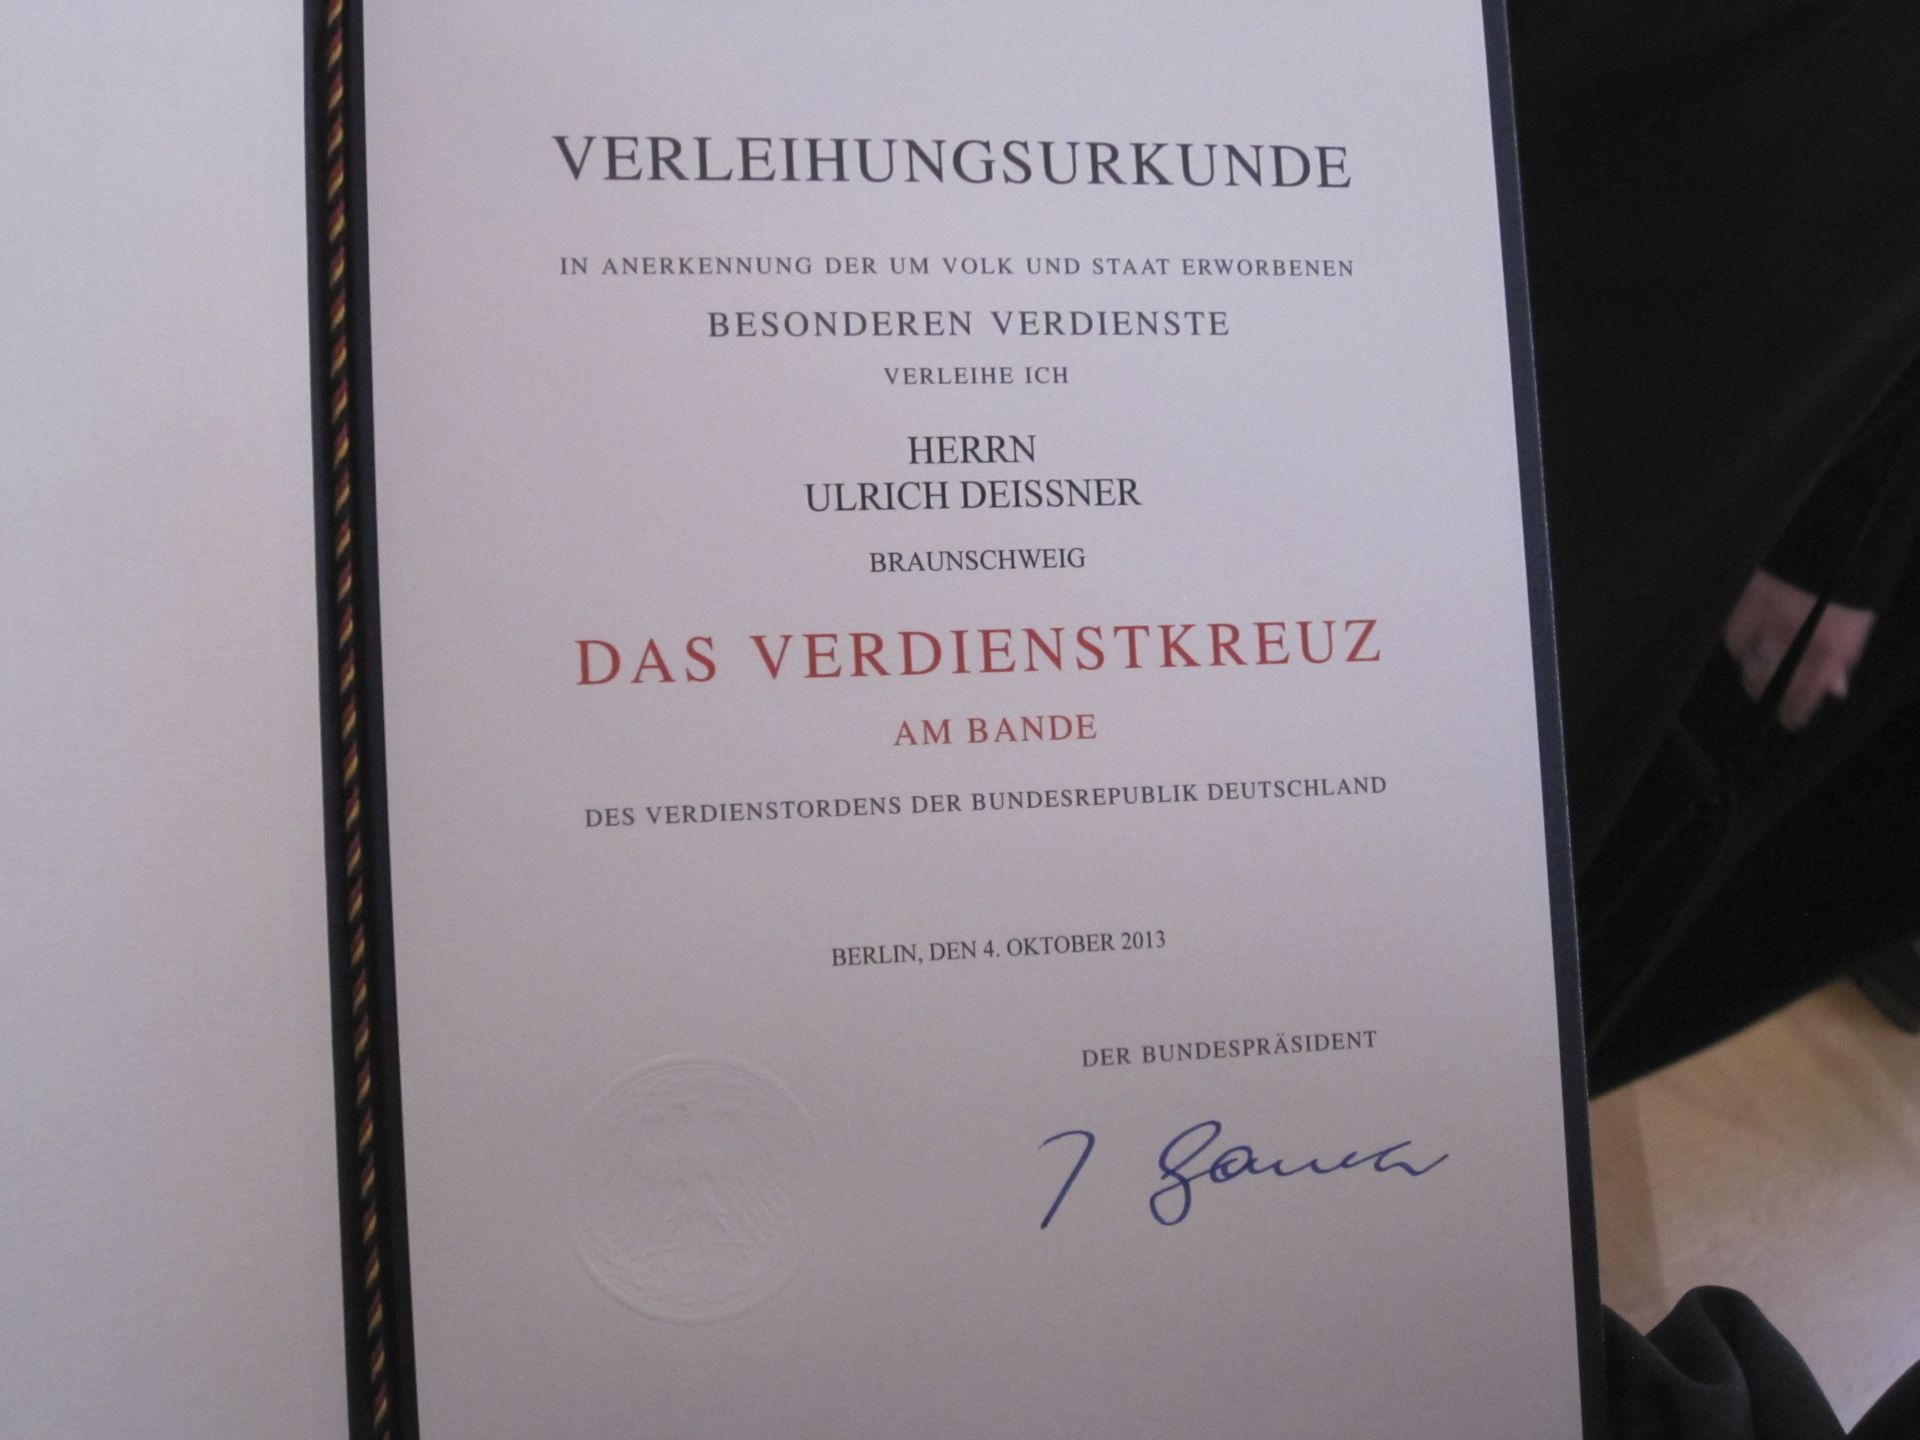 VERLEIHUNGSURKUNDE
IN ANERKENNUNG DER UM VOLK UND STAAT ERWORBENEN
BESONDEREN VERDIENSTE
VERLEIHE ICH
HERRN
ULRICH DEISSNER
BRAUNSCHWEIG
DAS VERDIENSTKREUZ
AM BANDE
DES VERDIENSTORDENS DER BUNDESREPUBLIK DEUTSCHLAND
BERLIN, DEN 4. OKTOBER 2013
DER BUNDESPRÄSIDENT
J Gauck